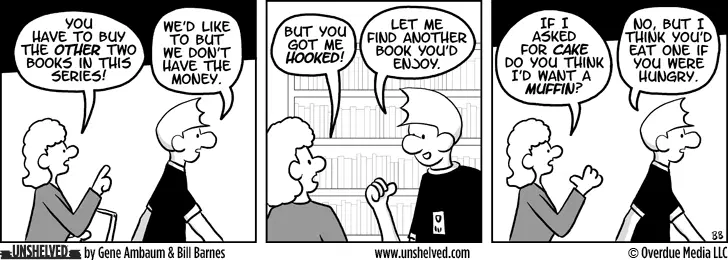 YOU
HAVE TO BUY
THE OTHER TWO
BOOKS IN THIS
SERIES!
WE'D LIKE
TO BUT
WE DON'T
HAVE THE
MONEY.
BUT YOU
GOT ME
HOOKED!
LET ME
FIND ANOTHER
BOOK YOU'D
ENJOY.
IF I
ASKED
FOR CAKE
DO YOU THINK
I'D WANT A
MUFFIN?
NO, BUT I
THINK YOU'D
EAT ONE IF
YOU WERE
HUNGRY.
UNSHELVED by Gene Ambaum & Bill Barnes
www.unshelved.com
© Overdue Media LLC